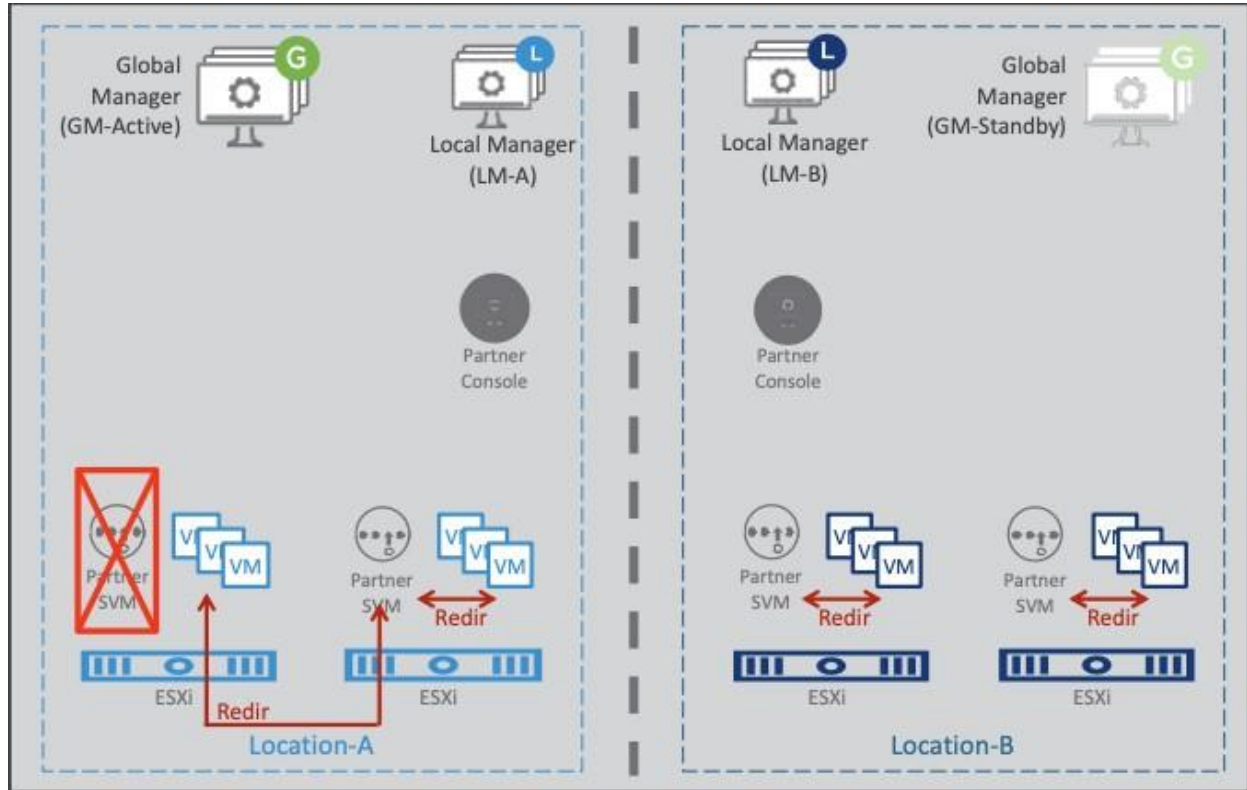 Global
Manager
(GM-Active)
G
L
Local Manager
(LM-A)
L
Local Manager
(LM-B)
Global
Manager
(GM-Standby)
G
Partner
Console
Partner
Console
Partner
SVM
VM
Partner
SVM
VM
Redir
Partner
SVM
VM
Redir
Partner
SVM
VM
Redir
ESXi
ESXi
ESXi
ESXi
Redir
Location-A
Location-B